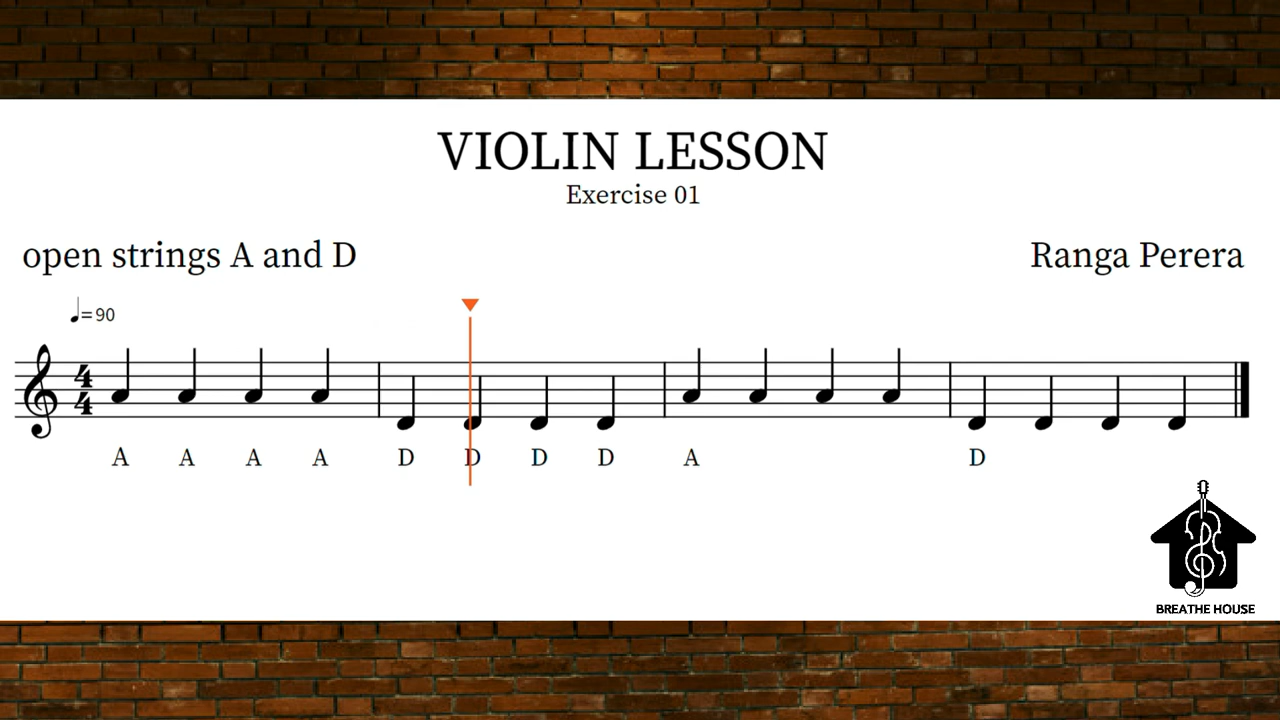 VIOLIN LESSON
Exercise 01
open strings A and D
Ranga Perera
♩=90
4
4
A A A A D D D D A D
BREATHE HOUSE